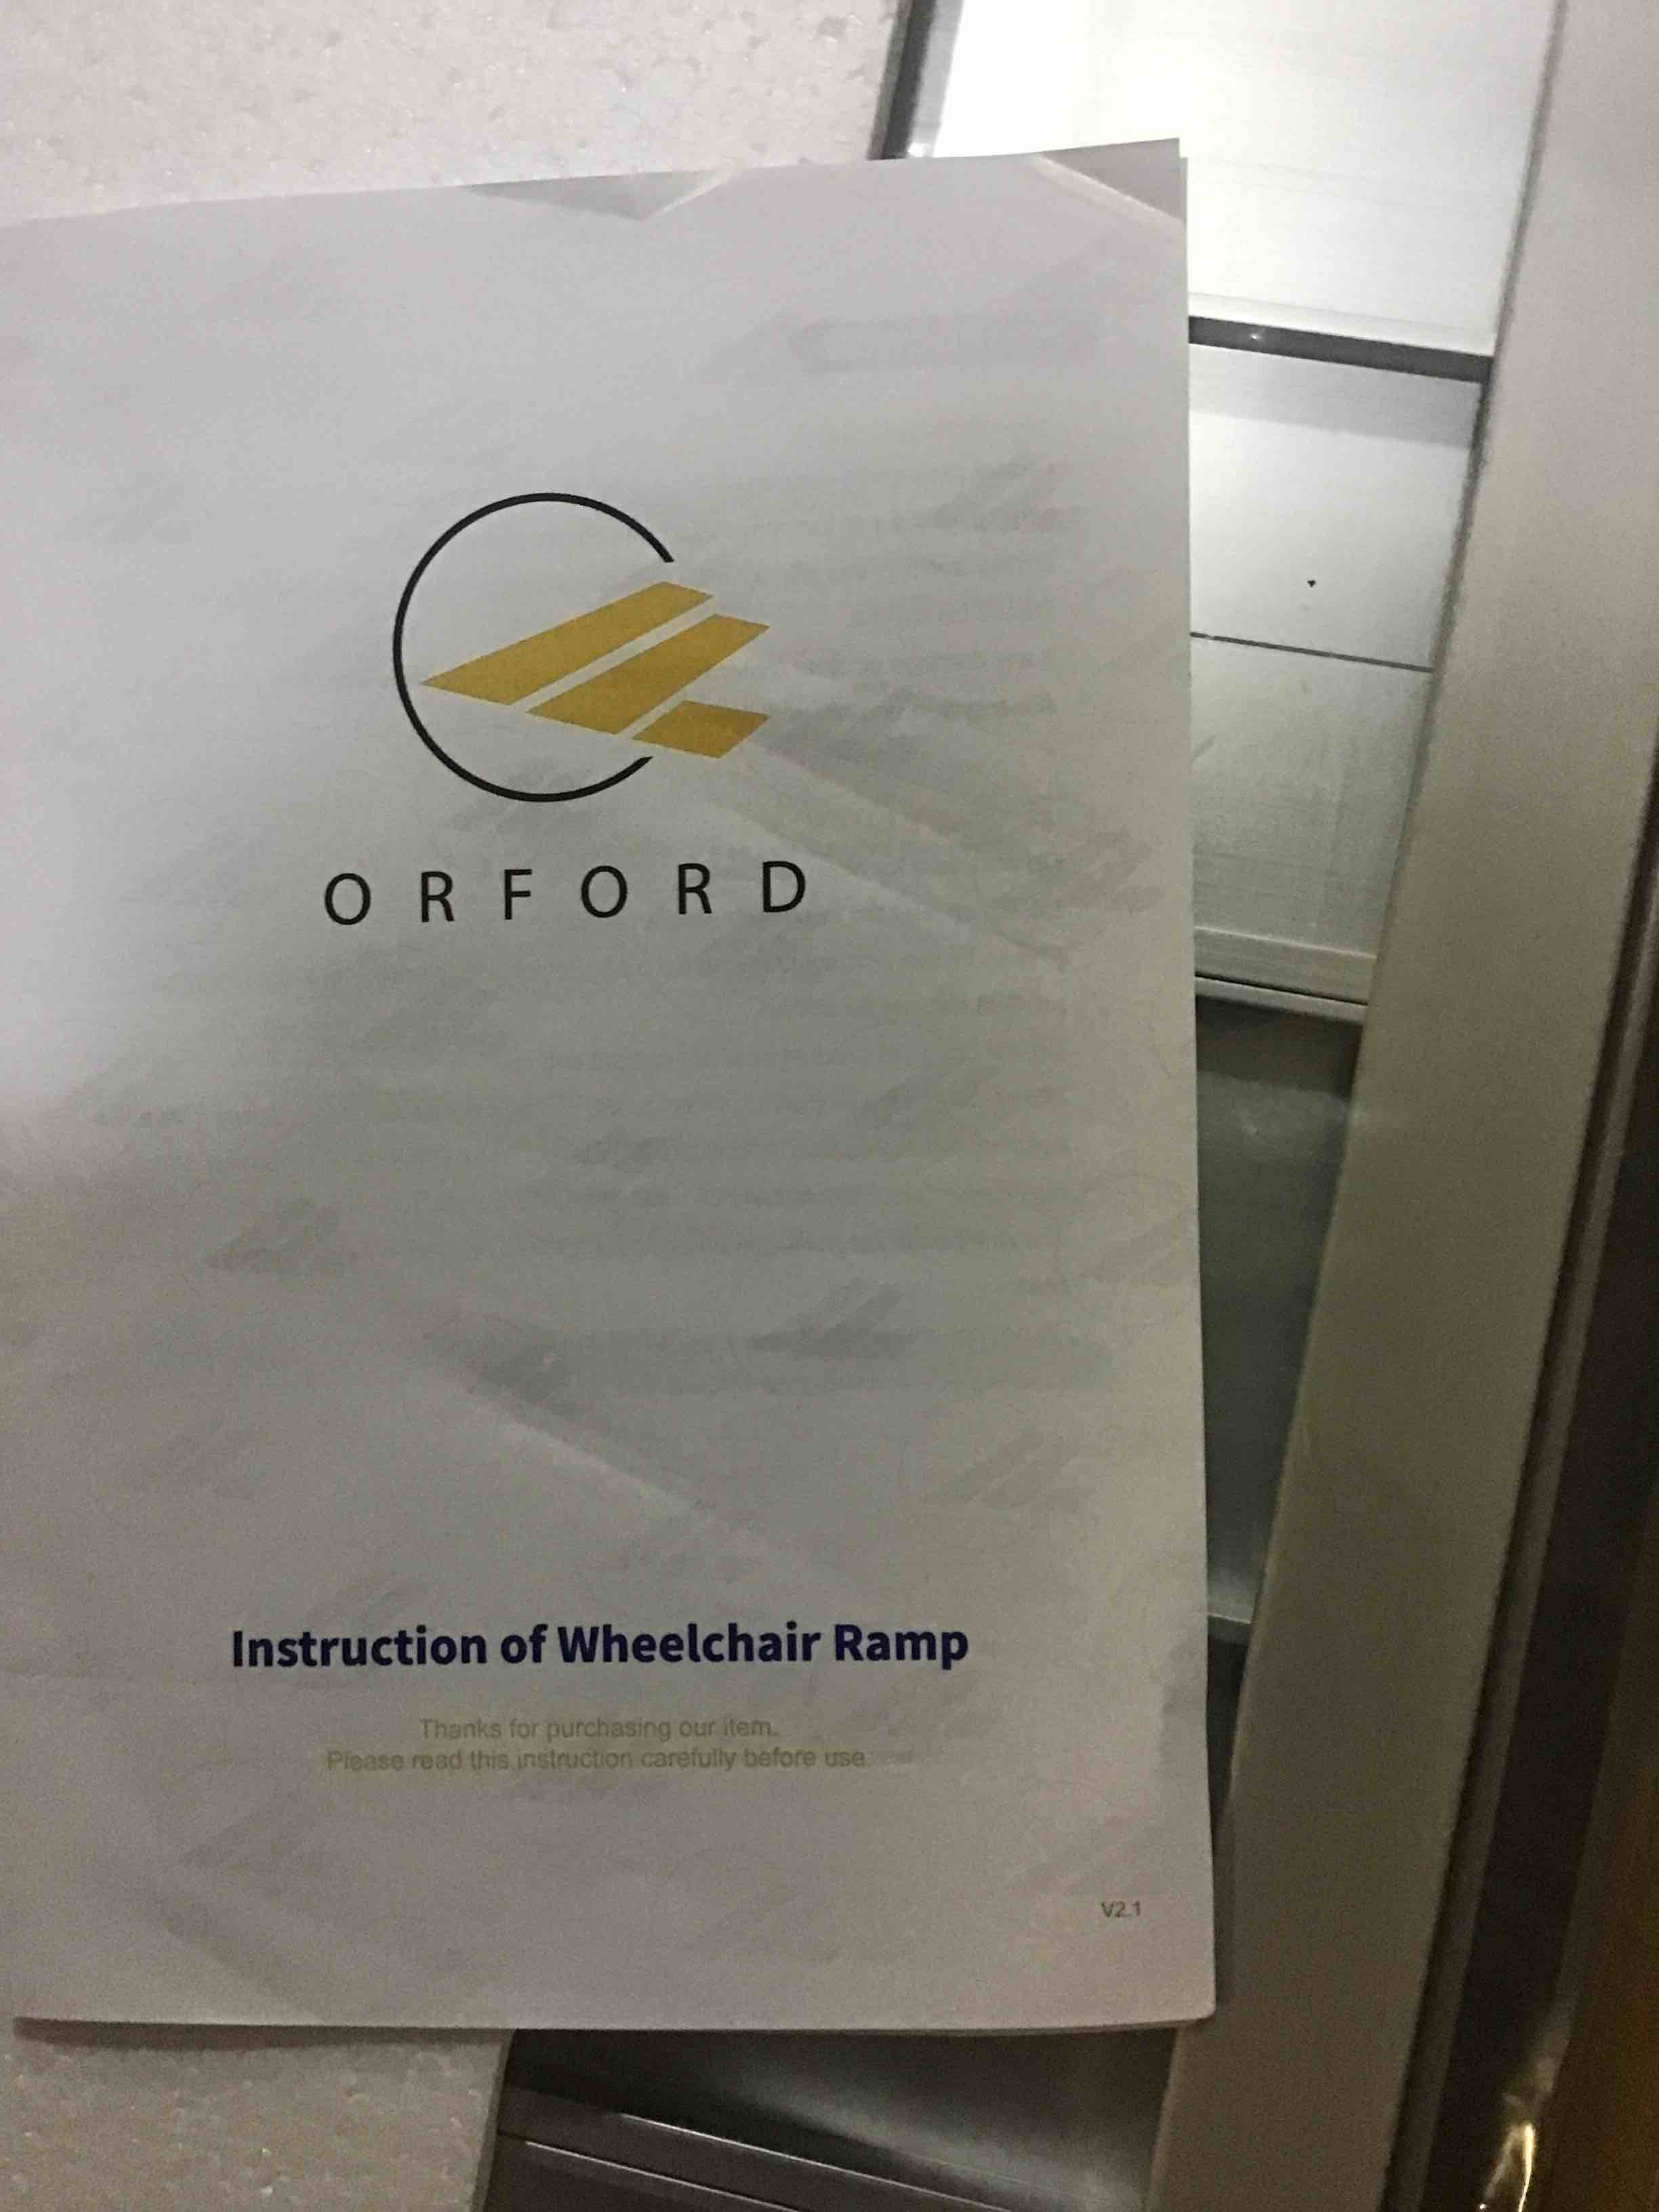 ORFORD
Instruction of Wheelchair Ramp
Thanks for purchasing our item.
Please read this instruction carefully before use.
V2.1